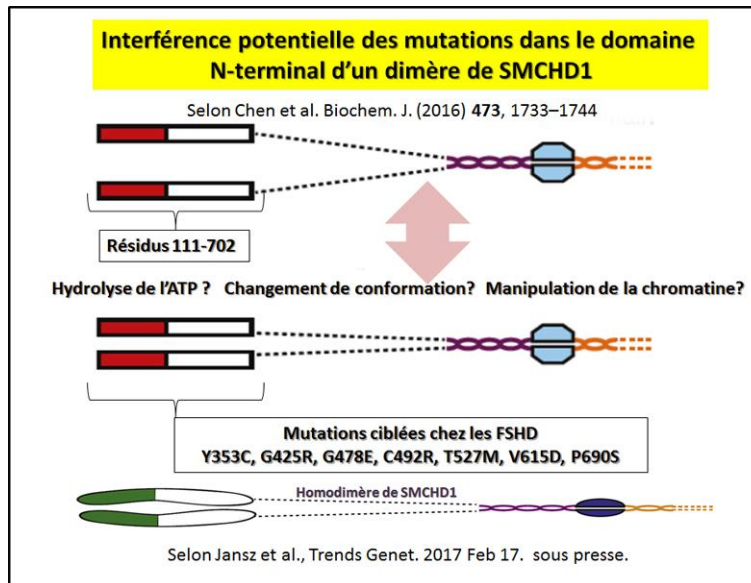 Interférence potentielle des mutations dans le domaine
N-terminal d'un dimère de SMCHD1
Selon Chen et al. Biochem. J. (2016) 473, 1733–1744
Résidus 111-702
Hydrolyse de l'ATP ? Changement de conformation? Manipulation de la chromatine?
Mutations ciblées chez les FSHD
Y353C, G425R, G478E, C492R, T527M, V615D, P690S
Homodimère de SMCHD1
Selon Jansz et al., Trends Genet. 2017 Feb 17. sous presse.